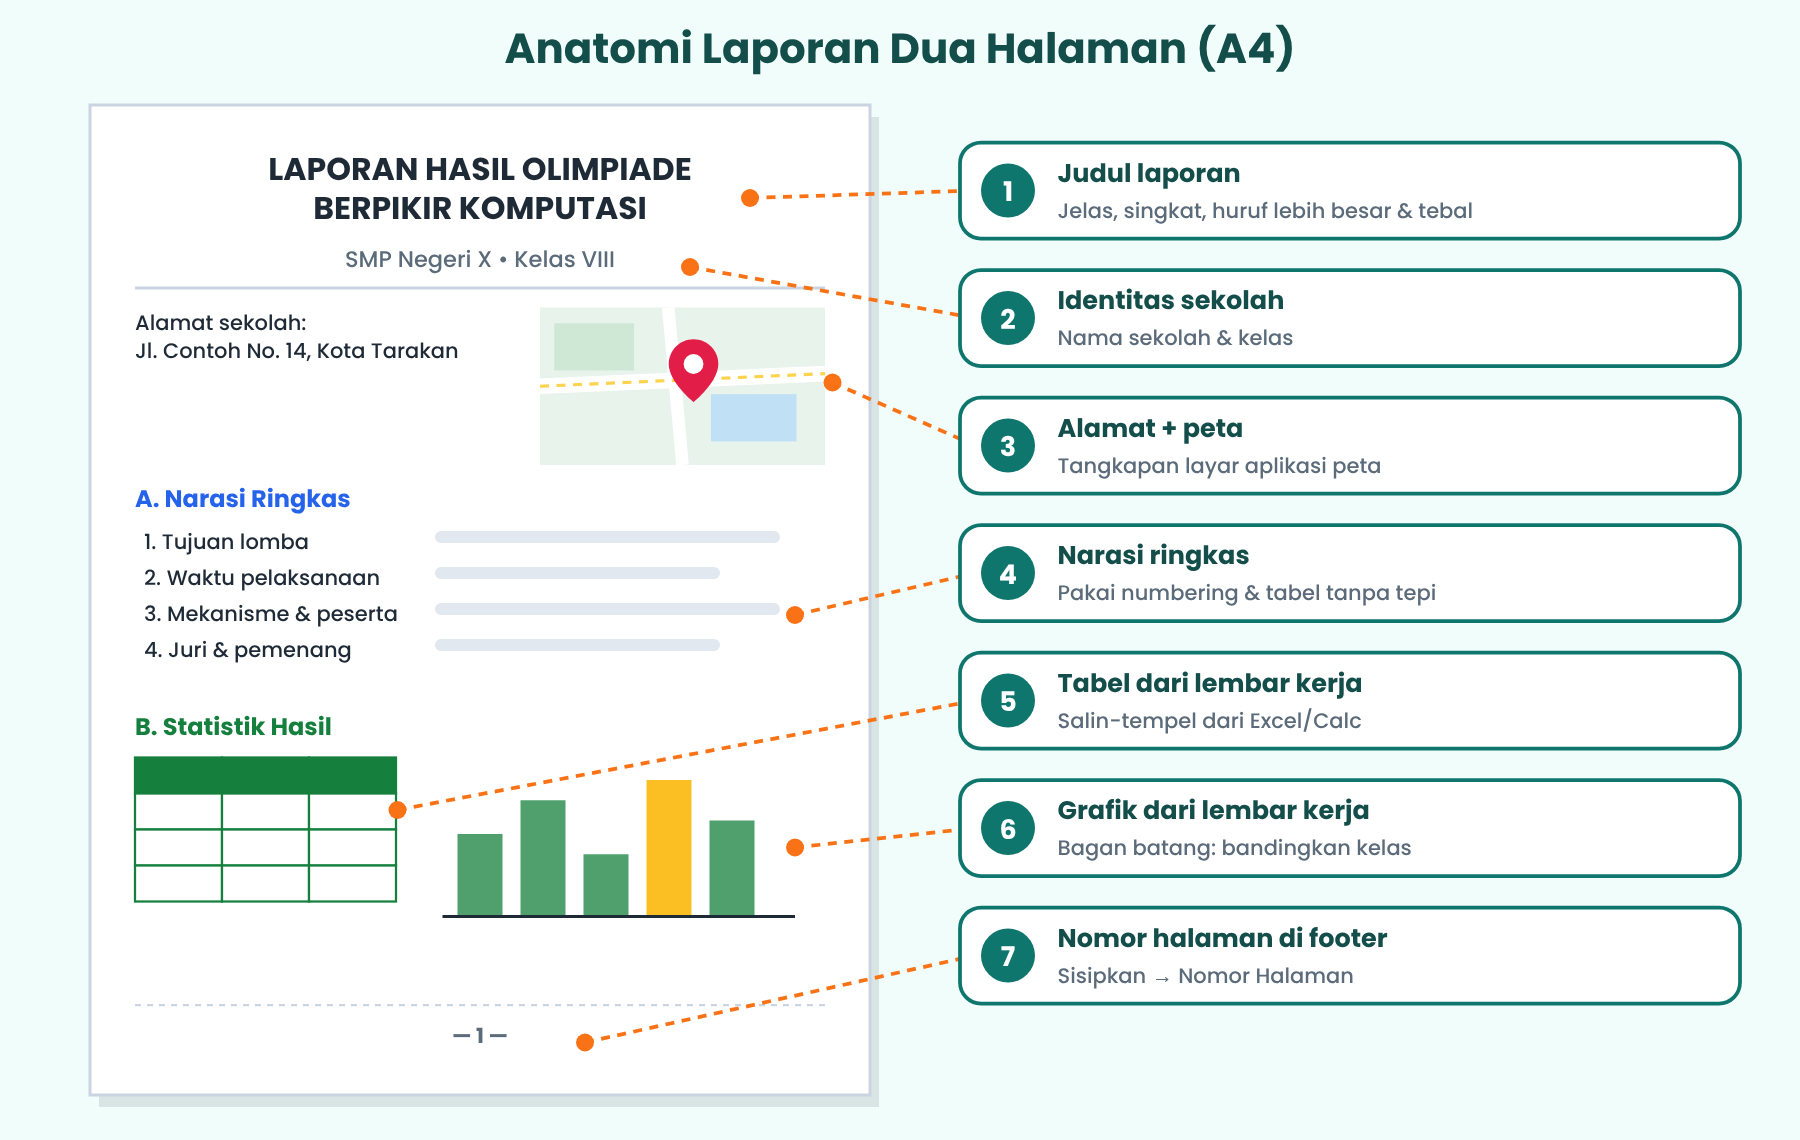 Anatomi Laporan Dua Halaman (A4)
LAPORAN HASIL OLIMPIADE
BERPIKIR KOMPUTASI
SMP Negeri X • Kelas VIII
Alamat sekolah:
Jl. Contoh No. 14, Kota Tarakan
A. Narasi Ringkas
1. Tujuan lomba
2. Waktu pelaksanaan
3. Mekanisme & peserta
4. Juri & pemenang
B. Statistik Hasil
— 1 —
1
Judul laporan
Jelas, singkat, huruf lebih besar & tebal
2
Identitas sekolah
Nama sekolah & kelas
3
Alamat + peta
Tangkapan layar aplikasi peta
4
Narasi ringkas
Pakai numbering & tabel tanpa tepi
5
Tabel dari lembar kerja
Salin-tempel dari Excel/Calc
6
Grafik dari lembar kerja
Bagan batang: bandingkan kelas
7
Nomor halaman di footer
Sisipkan → Nomor Halaman